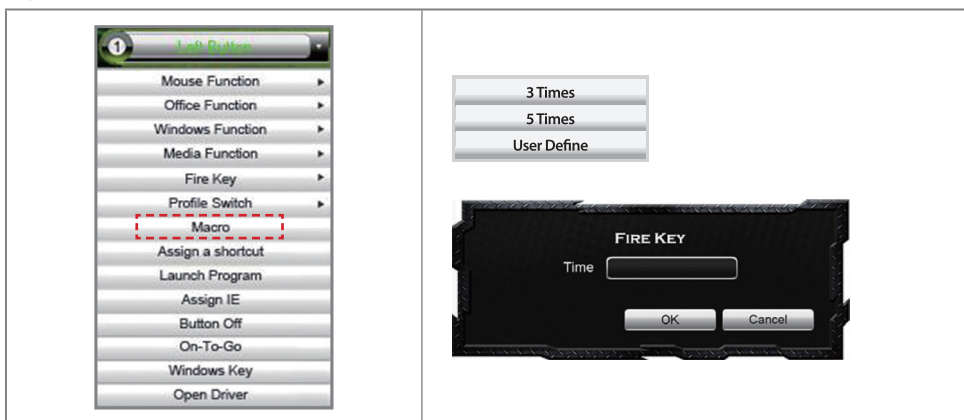 1
Left Button
Mouse Function
Office Function
Windows Function
Media Function
Fire Key
Profile Switch
Macro
Assign a shortcut
Launch Program
Assign IE
Button Off
On-To-Go
Windows Key
Open Driver
3 Times
5 Times
User Define
FIRE KEY
Time
OK Cancel